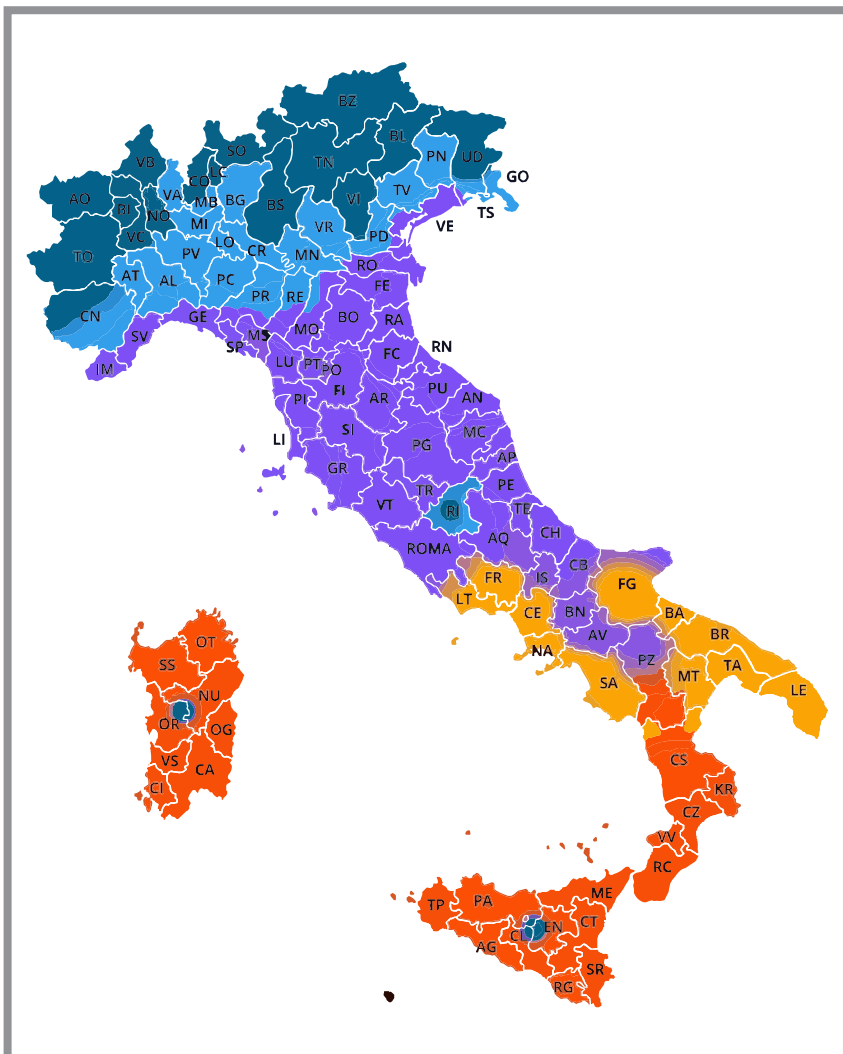 BZ
BL
SO
TN
UD
PN
VB
LC
CO
GO
VA
MB
BG
TV
AO
BS
VI
BI
NO
TS
MI
VR
VE
VC
LO
PD
CR
TO
PV
MN
RO
AT
AL
PC
FE
PR
RE
CN
GE
BO
RA
MO
SV
MS
SP
RN
FC
LU
PT
PO
IM
PU
FI
AR
AN
PI
SI
MC
LI
PG
AP
GR
PE
TR
VT
RI
TE
CH
AQ
ROMA
CB
IS
FR
FG
LT
CE
BN
BA
AV
BR
NA
PZ
OT
SS
TA
MT
SA
LE
NU
OR
OG
VS
CA
CS
CI
KR
CZ
VV
RC
ME
PA
TP
CT
EN
CL
AG
SR
RG